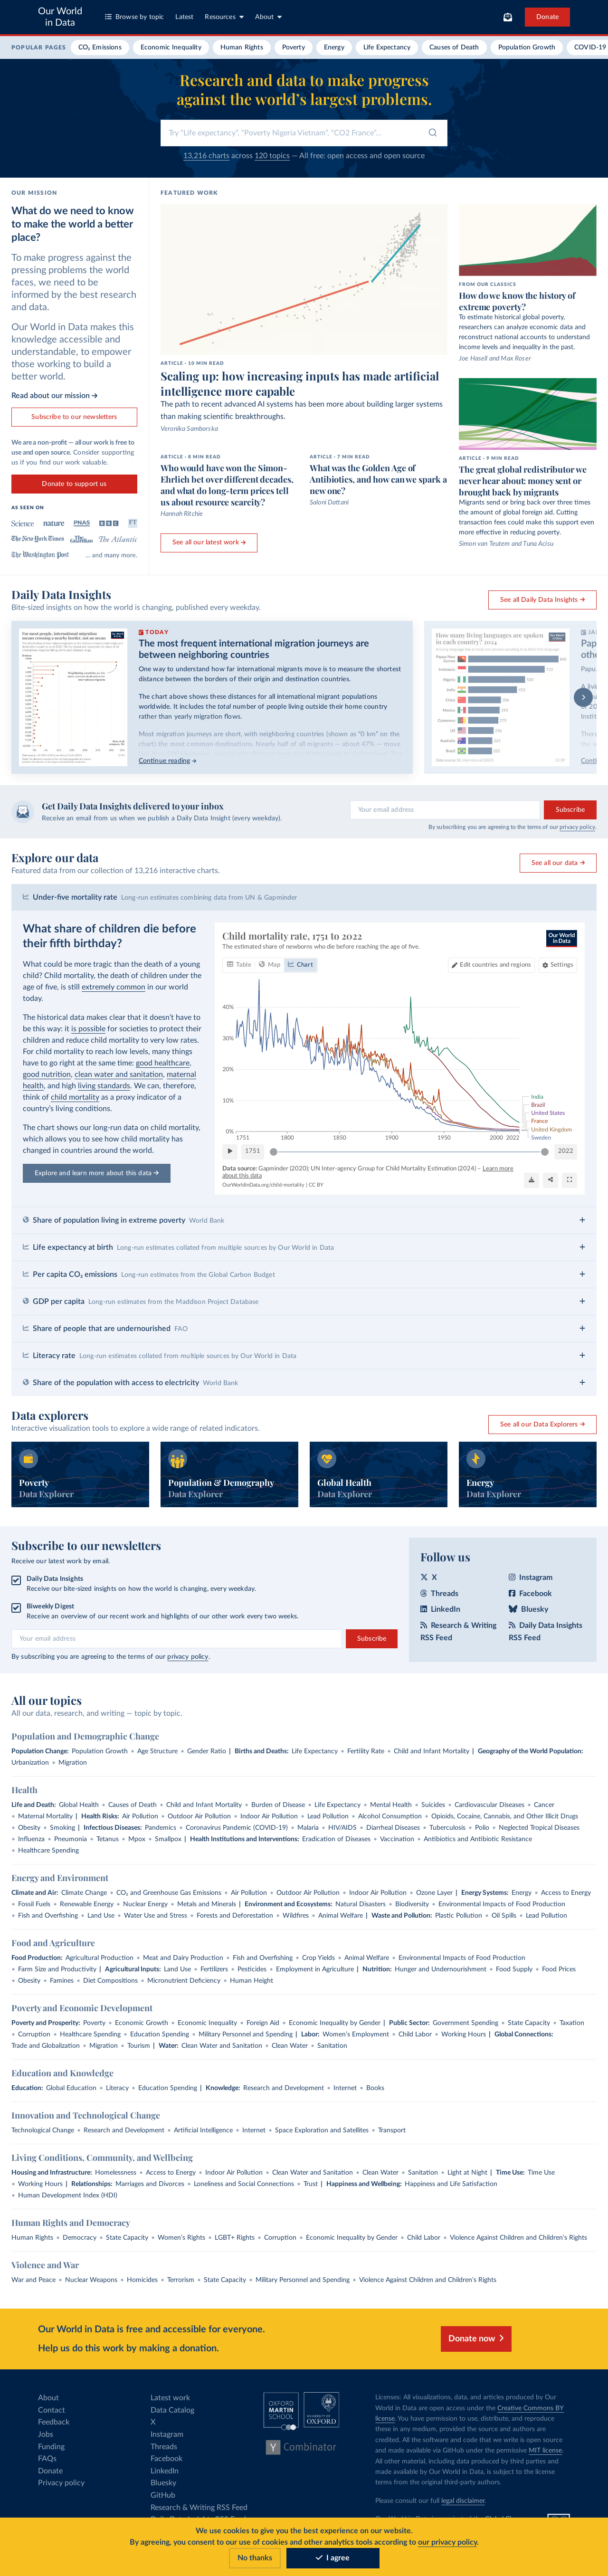 Our World
in Data
Browse by topic
Latest
Resources
About
Donate
POPULAR PAGES
CO₂ Emissions
Economic Inequality
Human Rights
Poverty
Energy
Life Expectancy
Causes of Death
Population Growth
COVID-19
Research and data to make progress
against the world's largest problems.
Try "Life expectancy", "Poverty Nigeria Vietnam", "CO2 France"...
13,216 charts across 120 topics — All free: open access and open source
OUR MISSION
What do we need to know
to make the world a better
place?
To make progress against the
pressing problems the world
faces, we need to be
informed by the best research
and data.
Our World in Data makes this
knowledge accessible and
understandable, to empower
those working to build a
better world.
Read about our mission →
Subscribe to our newsletters
We are a non-profit — all our work is free to
use and open source. Consider supporting
us if you find our work valuable.
Donate to support us
AS SEEN ON
Science nature PNAS BBC FT
The New York Times The Guardian The Atlantic
The Washington Post ... and many more.
FEATURED WORK
ARTICLE - 10 MIN READ
Scaling up: how increasing inputs has made artificial
intelligence more capable
The path to recent advanced AI systems has been more about building larger systems
than making scientific breakthroughs.
Veronika Samborska
ARTICLE - 8 MIN READ
Who would have won the Simon-
Ehrlich bet over different decades,
and what do long-term prices tell
us about resource scarcity?
Hannah Ritchie
ARTICLE - 7 MIN READ
What was the Golden Age of
Antibiotics, and how can we spark a
new one?
Saloni Dattani
See all our latest work →
FROM OUR CLASSICS
How do we know the history of
extreme poverty?
To estimate historical global poverty,
researchers can analyze economic data and
reconstruct national accounts to understand
income levels and inequality in the past.
Joe Hasell and Max Roser
ARTICLE - 9 MIN READ
The great global redistributor we
never hear about: money sent or
brought back by migrants
Migrants send or bring back over three times
the amount of global foreign aid. Cutting
transaction fees could make this support even
more effective in reducing poverty.
Simon van Teutem and Tuna Acisu
Daily Data Insights
Bite-sized insights on how the world is changing, published every weekday.
See all Daily Data Insights →
TODAY
The most frequent international migration journeys are
between neighboring countries
One way to understand how far international migrants move is to measure the shortest
distance between the borders of their origin and destination countries.
The chart above shows these distances for all international migrant populations
worldwide. It includes the total number of people living outside their home country
rather than yearly migration flows.
Most migration journeys are short, with neighboring countries (shown as "0 km" on the
chart) the most common destinations. Nearly half of all migrants — about 47% — move
Continue reading →
How many living languages are spoken
in each country? 2024
Get Daily Data Insights delivered to your inbox
Receive an email from us when we publish a Daily Data Insight (every weekday).
Your email address
Subscribe
By subscribing you are agreeing to the terms of our privacy policy.
Explore our data
Featured data from our collection of 13,216 interactive charts.
See all our data →
Under-five mortality rate Long-run estimates combining data from UN & Gapminder
What share of children die before
their fifth birthday?
What could be more tragic than the death of a young
child? Child mortality, the death of children under the
age of five, is still extremely common in our world
today.
The historical data makes clear that it doesn't have to
be this way: it is possible for societies to protect their
children and reduce child mortality to very low rates.
For child mortality to reach low levels, many things
have to go right at the same time: good healthcare,
good nutrition, clean water and sanitation, maternal
health, and high living standards. We can, therefore,
think of child mortality as a proxy indicator of a
country's living conditions.
The chart shows our long-run data on child mortality,
which allows you to see how child mortality has
changed in countries around the world.
Explore and learn more about this data →
Child mortality rate, 1751 to 2022
The estimated share of newborns who die before reaching the age of five.
Our World
in Data
Table Map Chart
Edit countries and regions
Settings
40%
30%
20%
10%
0%
1751 1800 1850 1900 1950 2000 2022
India
Brazil
United States
France
United Kingdom
Sweden
1751
2022
Data source: Gapminder (2020); UN Inter-agency Group for Child Mortality Estimation (2024) – Learn more
about this data
OurWorldinData.org/child-mortality | CC BY
Share of population living in extreme poverty World Bank
Life expectancy at birth Long-run estimates collated from multiple sources by Our World in Data
Per capita CO₂ emissions Long-run estimates from the Global Carbon Budget
GDP per capita Long-run estimates from the Maddison Project Database
Share of people that are undernourished FAO
Literacy rate Long-run estimates collated from multiple sources by Our World in Data
Share of the population with access to electricity World Bank
Data explorers
Interactive visualization tools to explore a wide range of related indicators.
See all our Data Explorers →
Poverty
Data Explorer
Population & Demography
Data Explorer
Global Health
Data Explorer
Energy
Data Explorer
Subscribe to our newsletters
Receive our latest work by email.
Daily Data Insights
Receive our bite-sized insights on how the world is changing, every weekday.
Biweekly Digest
Receive an overview of our recent work and highlights of our other work every two weeks.
Your email address
Subscribe
By subscribing you are agreeing to the terms of our privacy policy.
Follow us
X
Instagram
Threads
Facebook
LinkedIn
Bluesky
Research & Writing
RSS Feed
Daily Data Insights
RSS Feed
All our topics
All our data, research, and writing — topic by topic.
Population and Demographic Change
Population Change: Population Growth • Age Structure • Gender Ratio | Births and Deaths: Life Expectancy • Fertility Rate • Child and Infant Mortality | Geography of the World Population:
Urbanization • Migration
Health
Life and Death: Global Health • Causes of Death • Child and Infant Mortality • Burden of Disease • Life Expectancy • Mental Health • Suicides • Cardiovascular Diseases • Cancer
• Maternal Mortality | Health Risks: Air Pollution • Outdoor Air Pollution • Indoor Air Pollution • Lead Pollution • Alcohol Consumption • Opioids, Cocaine, Cannabis, and Other Illicit Drugs
• Obesity • Smoking | Infectious Diseases: Pandemics • Coronavirus Pandemic (COVID-19) • Malaria • HIV/AIDS • Diarrheal Diseases • Tuberculosis • Polio • Neglected Tropical Diseases
• Influenza • Pneumonia • Tetanus • Mpox • Smallpox | Health Institutions and Interventions: Eradication of Diseases • Vaccination • Antibiotics and Antibiotic Resistance
• Healthcare Spending
Energy and Environment
Climate and Air: Climate Change • CO₂ and Greenhouse Gas Emissions • Air Pollution • Outdoor Air Pollution • Indoor Air Pollution • Ozone Layer | Energy Systems: Energy • Access to Energy
• Fossil Fuels • Renewable Energy • Nuclear Energy • Metals and Minerals | Environment and Ecosystems: Natural Disasters • Biodiversity • Environmental Impacts of Food Production
• Fish and Overfishing • Land Use • Water Use and Stress • Forests and Deforestation • Wildfires • Animal Welfare | Waste and Pollution: Plastic Pollution • Oil Spills • Lead Pollution
Food and Agriculture
Food Production: Agricultural Production • Meat and Dairy Production • Fish and Overfishing • Crop Yields • Animal Welfare • Environmental Impacts of Food Production
• Farm Size and Productivity | Agricultural Inputs: Land Use • Fertilizers • Pesticides • Employment in Agriculture | Nutrition: Hunger and Undernourishment • Food Supply • Food Prices
• Obesity • Famines • Diet Compositions • Micronutrient Deficiency • Human Height
Poverty and Economic Development
Poverty and Prosperity: Poverty • Economic Growth • Economic Inequality • Foreign Aid • Economic Inequality by Gender | Public Sector: Government Spending • State Capacity • Taxation
• Corruption • Healthcare Spending • Education Spending • Military Personnel and Spending | Labor: Women's Employment • Child Labor • Working Hours | Global Connections:
Trade and Globalization • Migration • Tourism | Water: Clean Water and Sanitation • Clean Water • Sanitation
Education and Knowledge
Education: Global Education • Literacy • Education Spending | Knowledge: Research and Development • Internet • Books
Innovation and Technological Change
Technological Change • Research and Development • Artificial Intelligence • Internet • Space Exploration and Satellites • Transport
Living Conditions, Community, and Wellbeing
Housing and Infrastructure: Homelessness • Access to Energy • Indoor Air Pollution • Clean Water and Sanitation • Clean Water • Sanitation • Light at Night | Time Use: Time Use
• Working Hours | Relationships: Marriages and Divorces • Loneliness and Social Connections • Trust | Happiness and Wellbeing: Happiness and Life Satisfaction
• Human Development Index (HDI)
Human Rights and Democracy
Human Rights • Democracy • State Capacity • Women's Rights • LGBT+ Rights • Corruption • Economic Inequality by Gender • Child Labor • Violence Against Children and Children's Rights
Violence and War
War and Peace • Nuclear Weapons • Homicides • Terrorism • State Capacity • Military Personnel and Spending • Violence Against Children and Children's Rights
Our World in Data is free and accessible for everyone.
Help us do this work by making a donation.
Donate now
About
Contact
Feedback
Jobs
Funding
FAQs
Donate
Privacy policy
Latest work
Data Catalog
X
Instagram
Threads
Facebook
LinkedIn
Bluesky
GitHub
Research & Writing RSS Feed
OXFORD
MARTIN
SCHOOL
UNIVERSITY OF
OXFORD
Y Combinator
Licenses: All visualizations, data, and articles produced by Our
World in Data are open access under the Creative Commons BY
license. You have permission to use, distribute, and reproduce
these in any medium, provided the source and authors are
credited. All the software and code that we write is open source
and made available via GitHub under the permissive MIT license.
All other material, including data produced by third parties and
made available by Our World in Data, is subject to the license
terms from the original third-party authors.
Please consult our full legal disclaimer.
We use cookies to give you the best experience on our website.
By agreeing, you consent to our use of cookies and other analytics tools according to our privacy policy.
No thanks
I agree